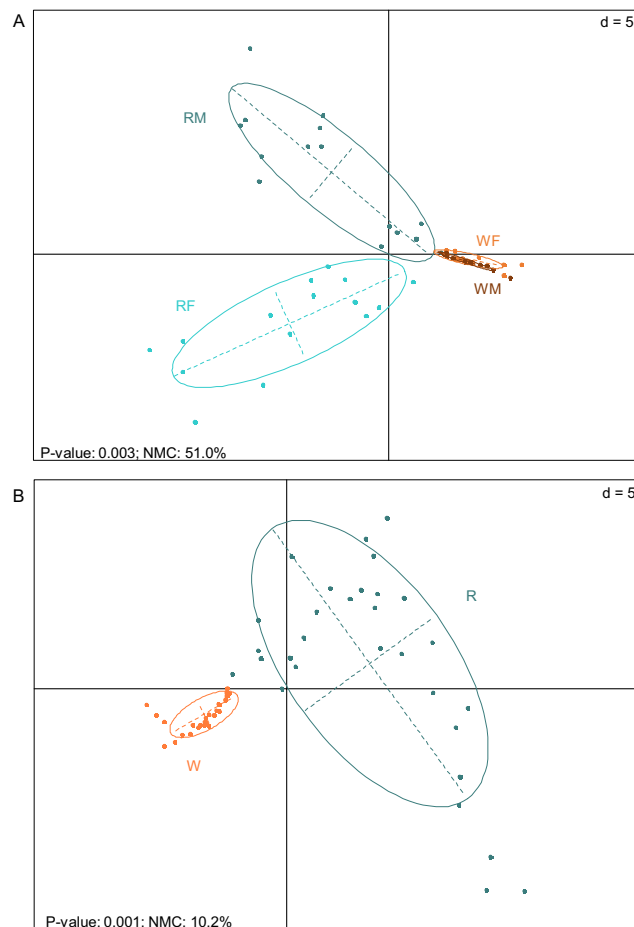 A
d = 5
RM
WF
WM
RF
P-value: 0.003; NMC: 51.0%
B
d = 5
R
W
P-value: 0.001; NMC: 10.2%